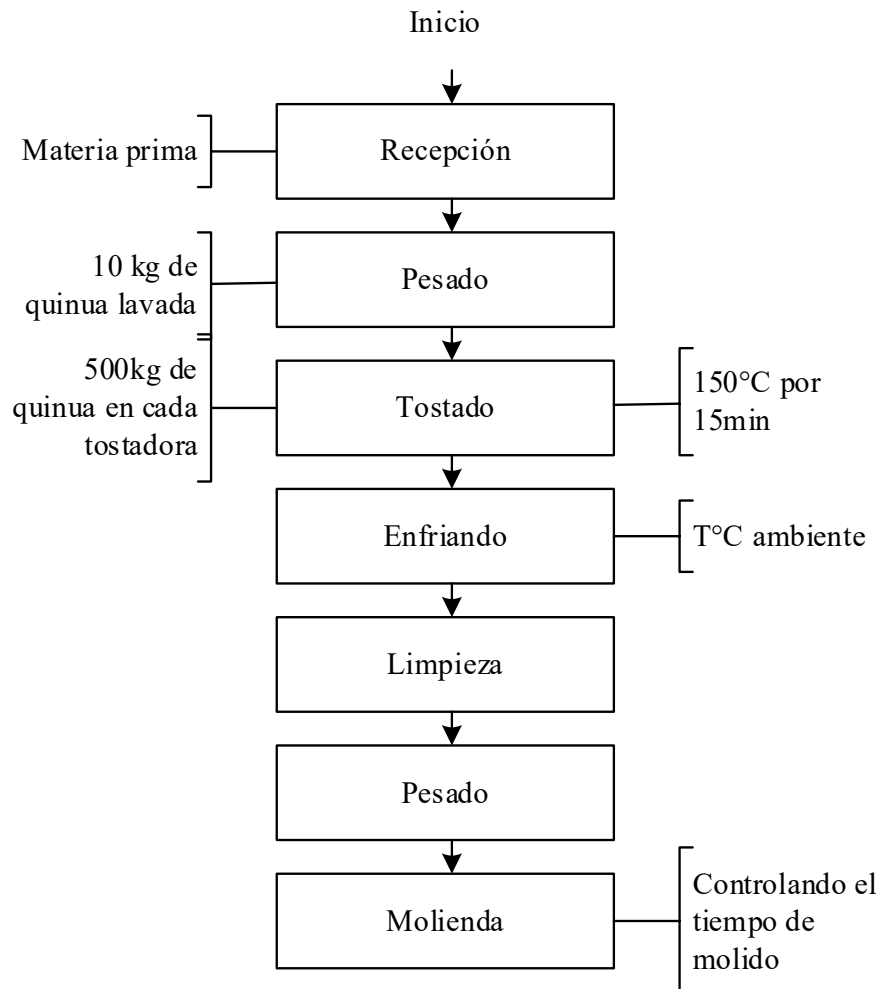 Inicio
Materia prima
Recepción
10 kg de
quinua lavada
Pesado
500kg de
quinua en cada
tostadora
Tostado
150°C por
15min
Enfriando
T°C ambiente
Limpieza
Pesado
Molienda
Controlando el
tiempo de
molido